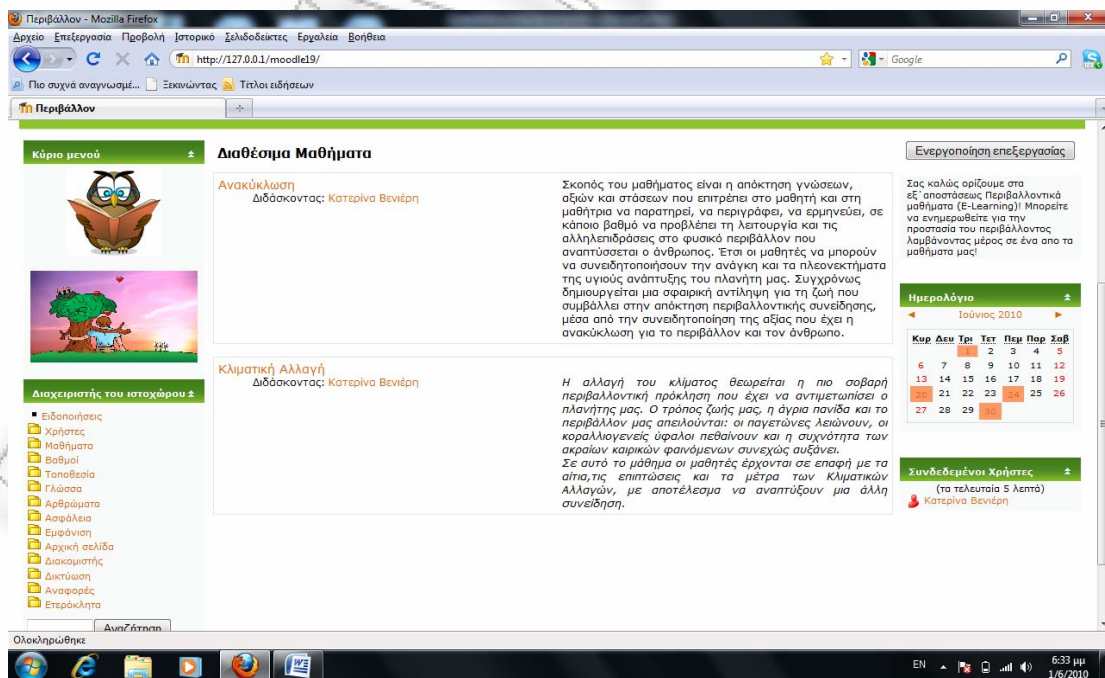 Περιβάλλον - Mozilla Firefox
Αρχείο Επεξεργασία Προβολή Ιστορικό Σελιδοδείκτες Εργαλεία Βοήθεια
http://127.0.0.1/moodle19/
Google
Πιο συχνά αναγνωσμέ... Ξεκινώντας Τίτλοι ειδήσεων
Περιβάλλον
Κύριο μενού
Διαχειριστής του ιστοχώρου
Ειδοποιήσεις
Χρήστες
Μαθήματα
Βαθμοί
Τοποθεσία
Γλώσσα
Αρθρώματα
Ασφάλεια
Εμφάνιση
Αρχική σελίδα
Διακομιστής
Δικτύωση
Αναφορές
Ετερόκλητα
Αναζήτηση
Διαθέσιμα Μαθήματα
Ανακύκλωση
Διδάσκοντας: Κατερίνα Βενιέρη
Σκοπός του μαθήματος είναι η απόκτηση γνώσεων,
αξιών και στάσεων που επιτρέπει στο μαθητή και στη
μαθήτρια να παρατηρεί, να περιγράφει, να ερμηνεύει, σε
κάποιο βαθμό να προβλέπει τη λειτουργία και τις
αλληλεπιδράσεις στο φυσικό περιβάλλον που
αναπτύσσεται ο άνθρωπος. Έτσι οι μαθητές να μπορούν
να συνειδητοποιήσουν την ανάγκη και τα πλεονεκτήματα
της υγιούς ανάπτυξης του πλανήτη μας. Συγχρόνως
δημιουργείται μια σφαιρική αντίληψη για τη ζωή που
συμβάλλει στην απόκτηση περιβαλλοντικής συνείδησης,
μέσα από την συνειδητοποίηση της αξίας που έχει η
ανακύκλωση για το περιβάλλον και τον άνθρωπο.
Κλιματική Αλλαγή
Διδάσκοντας: Κατερίνα Βενιέρη
Η αλλαγή του κλίματος θεωρείται η πιο σοβαρή
περιβαλλοντική πρόκληση που έχει να αντιμετωπίσει ο
πλανήτης μας. Ο τρόπος ζωής μας, η άγρια πανίδα και το
περιβάλλον μας απειλούνται: οι παγετώνες λειώνουν, οι
κοραλλιογενείς ύφαλοι πεθαίνουν και η συχνότητα των
ακραίων καιρικών φαινόμενων συνεχώς αυξάνει.
Σε αυτό το μάθημα οι μαθητές έρχονται σε επαφή με τα
αίτια,τις επιπτώσεις και τα μέτρα των Κλιματικών
Αλλαγών, με αποτέλεσμα να αναπτύξουν μια άλλη
συνείδηση.
Ενεργοποίηση επεξεργασίας
Σας καλώς ορίζουμε στα
εξ΄αποστάσεως Περιβαλλοντικά
μαθήματα (E-Learning)! Μπορείτε
να ενημερωθείτε για την
προστασία του περιβάλλοντος
λαμβάνοντας μέρος σε ένα απο τα
μαθήματα μας!
Ημερολόγιο
Ιούνιος 2010
Κυρ Δευ Τρι Τετ Πεμ Παρ Σαβ
1 2 3 4 5
6 7 8 9 10 11 12
13 14 15 16 17 18 19
20 21 22 23 24 25 26
27 28 29 30
Συνδεδεμένοι Χρήστες
(τα τελευταία 5 λεπτά)
Κατερίνα Βενιέρη
Ολοκληρώθηκε
EN
6:33 μμ
1/6/2010